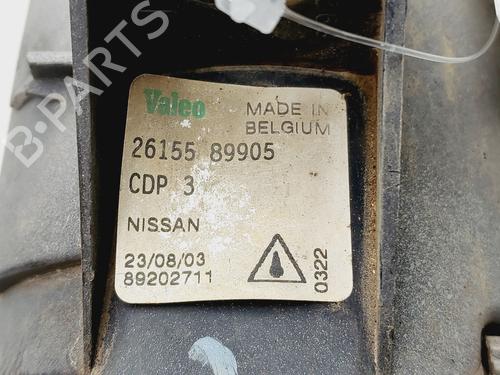 B-PARTS
Valeo
MADE IN
BELGIUM
26155 89905
CDP 3
NISSAN
23/08/03
89202711
0322